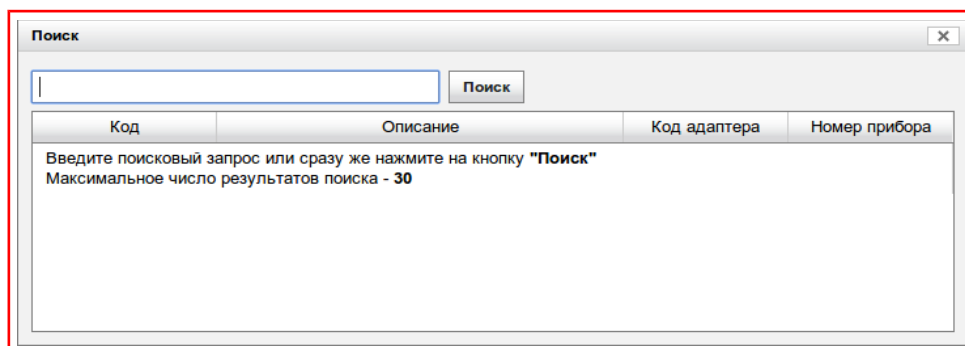 Поиск
Поиск
Код Описание Код адаптера Номер прибора
Введите поисковый запрос или сразу же нажмите на кнопку "Поиск"
Максимальное число результатов поиска - 30